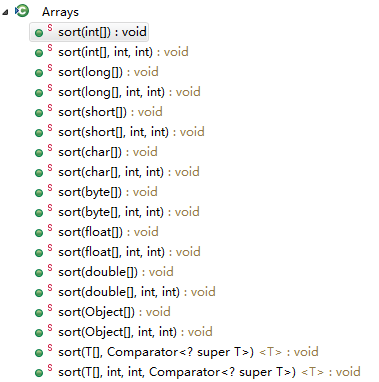 Arrays
sort(int[]) : void
sort(int[], int, int) : void
sort(long[]) : void
sort(long[], int, int) : void
sort(short[]) : void
sort(short[], int, int) : void
sort(char[]) : void
sort(char[], int, int) : void
sort(byte[]) : void
sort(byte[], int, int) : void
sort(float[]) : void
sort(float[], int, int) : void
sort(double[]) : void
sort(double[], int, int) : void
sort(Object[]) : void
sort(Object[], int, int) : void
sort(T[], Comparator<? super T>) <T> : void
sort(T[], int, int, Comparator<? super T>) <T> : void